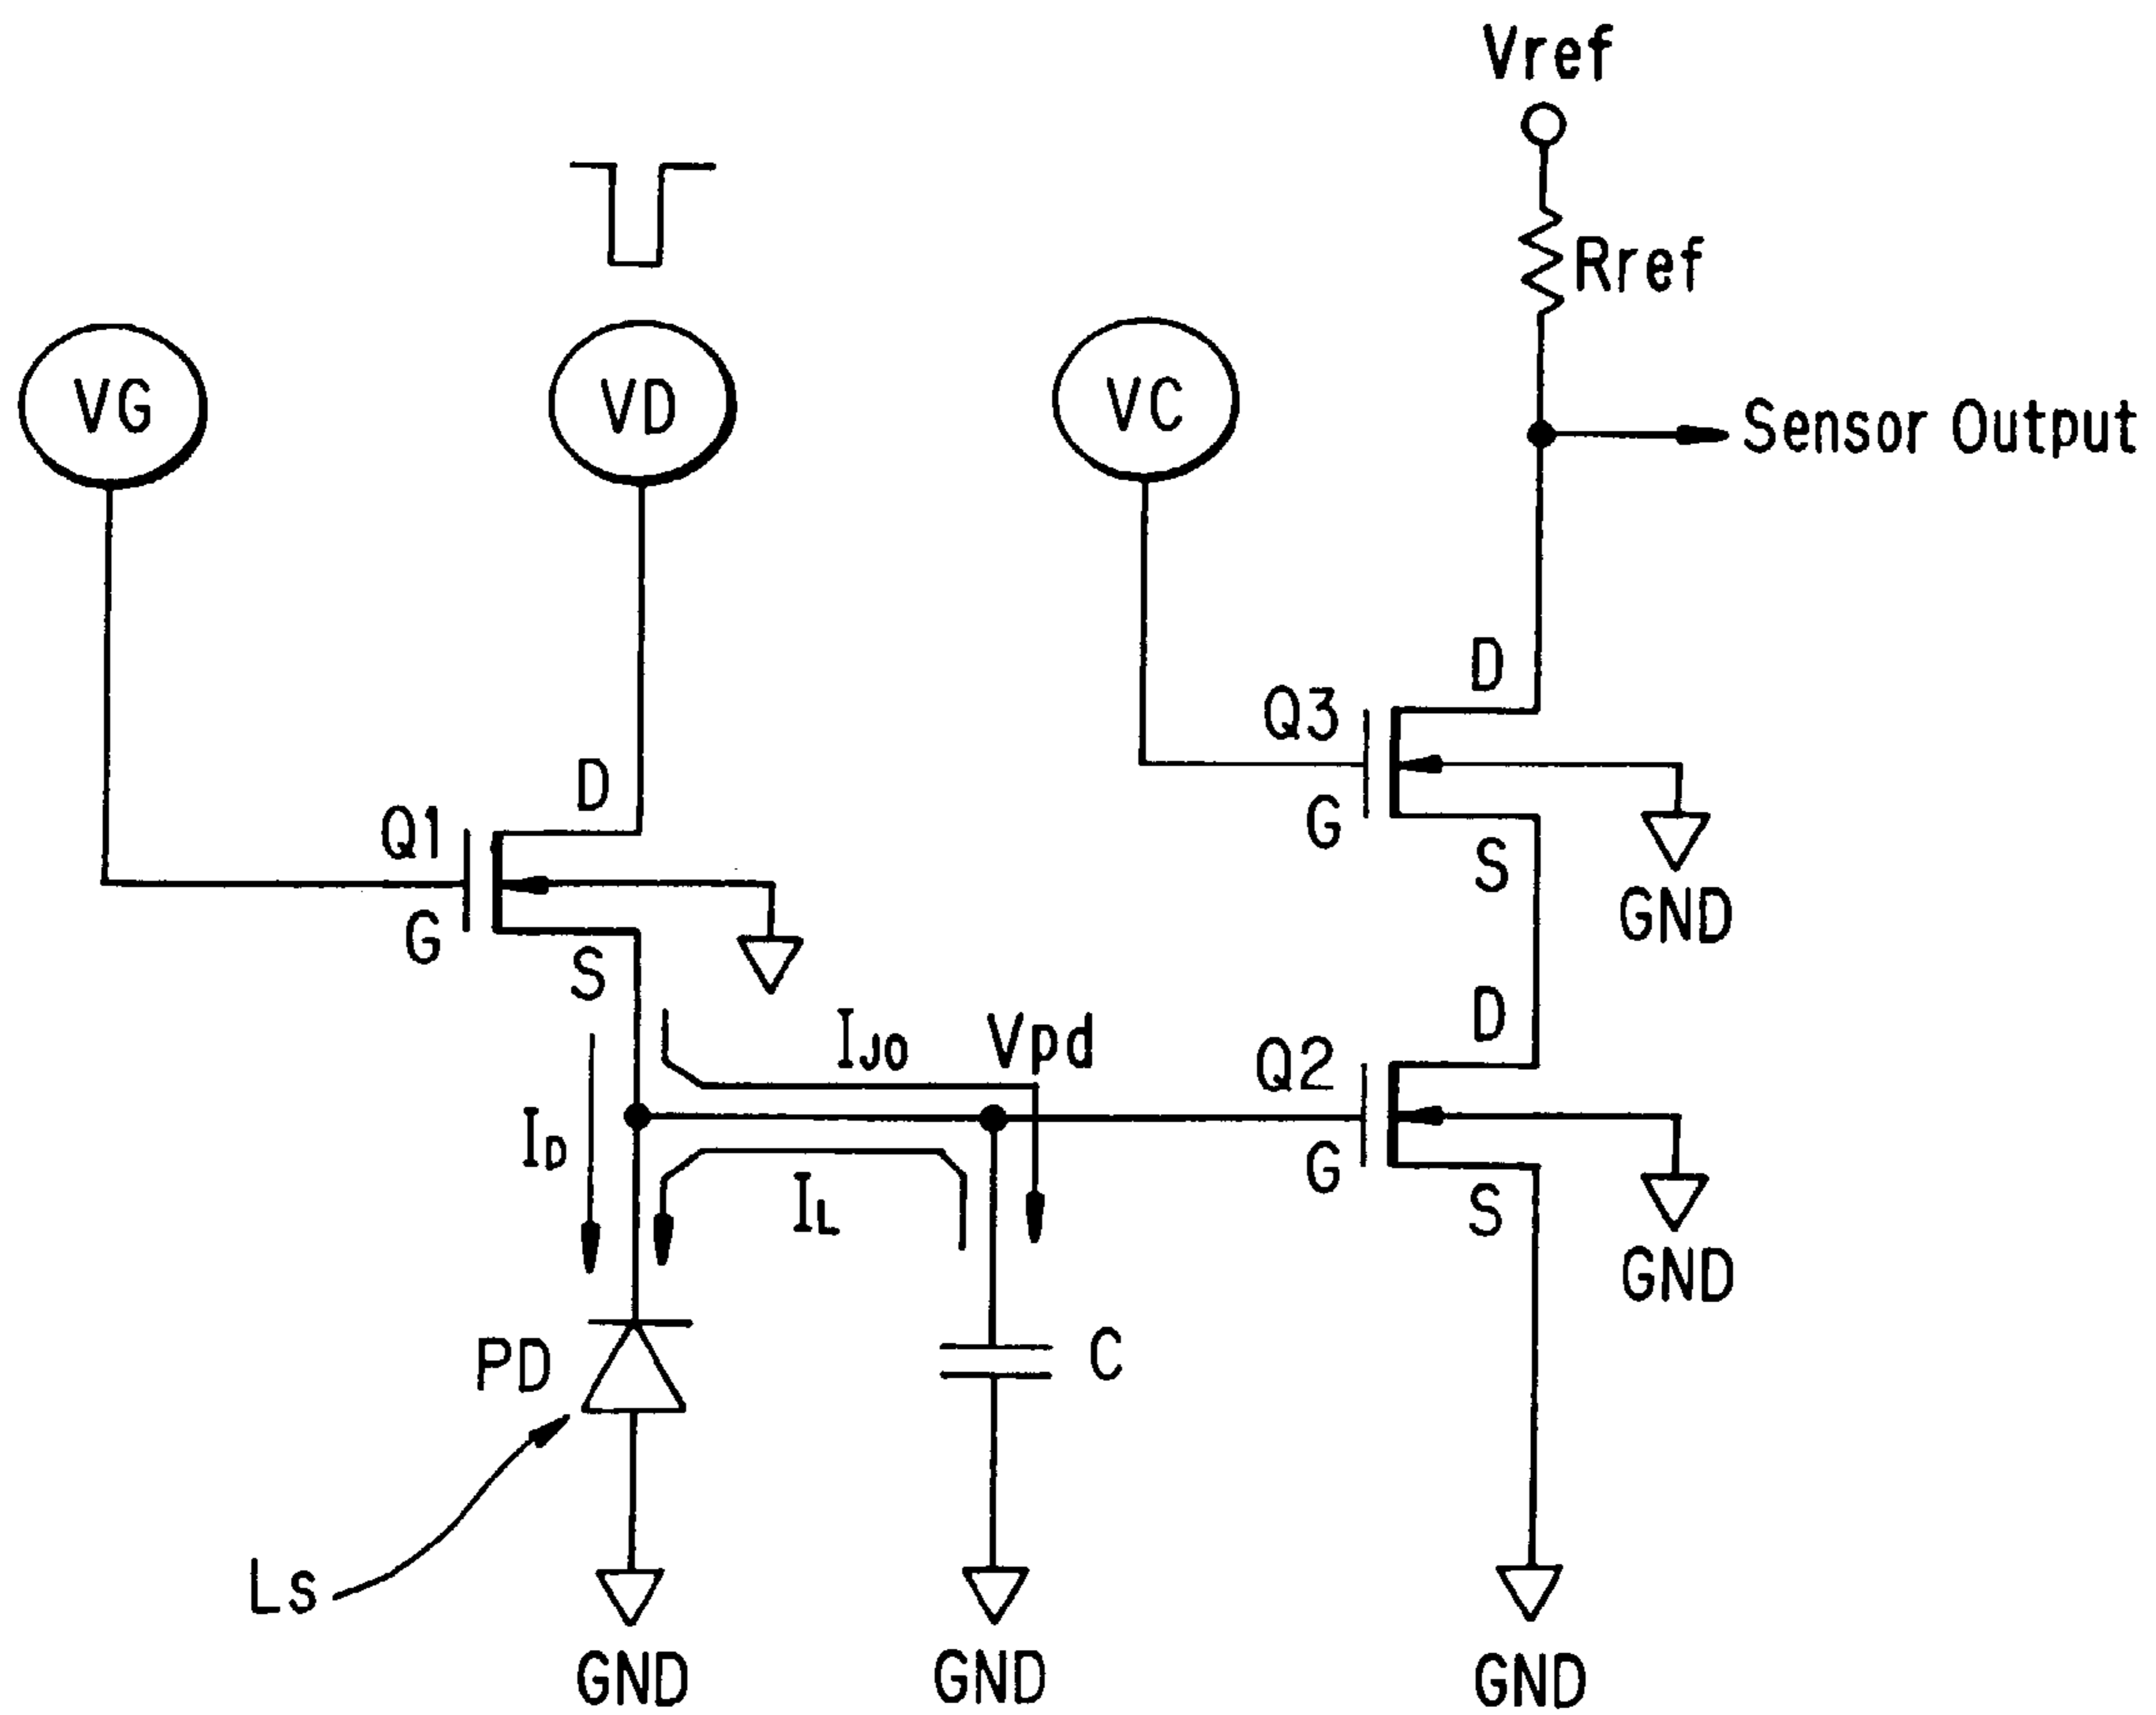 Vref
Rref
VG
VD
VC
Sensor Output
D
Q3
G
S
GND
D
Q1
G
S
IJO
Vpd
D
Q2
ID
G
IL
S
GND
PD
C
Ls
GND
GND
GND